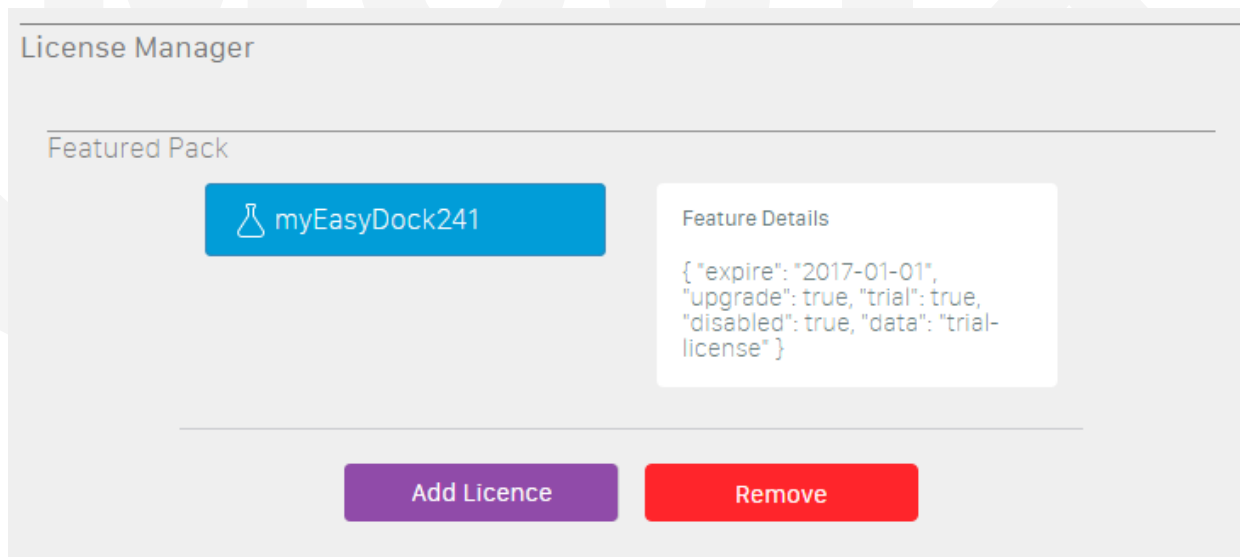 License Manager
Featured Pack
myEasyDock241
Feature Details
{ "expire": "2017-01-01",
"upgrade": true, "trial": true,
"disabled": true, "data": "trial-
license" }
Add Licence
Remove